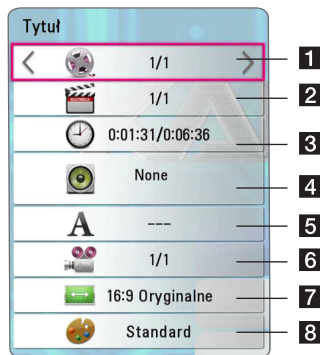 Tytuł
1/1 1
MULTIMEDIA
1/1 2
0:01:31/0:06:36 3
None 4
A --- 5
1/1 6
16:9 Oryginalne 7
Standard 8